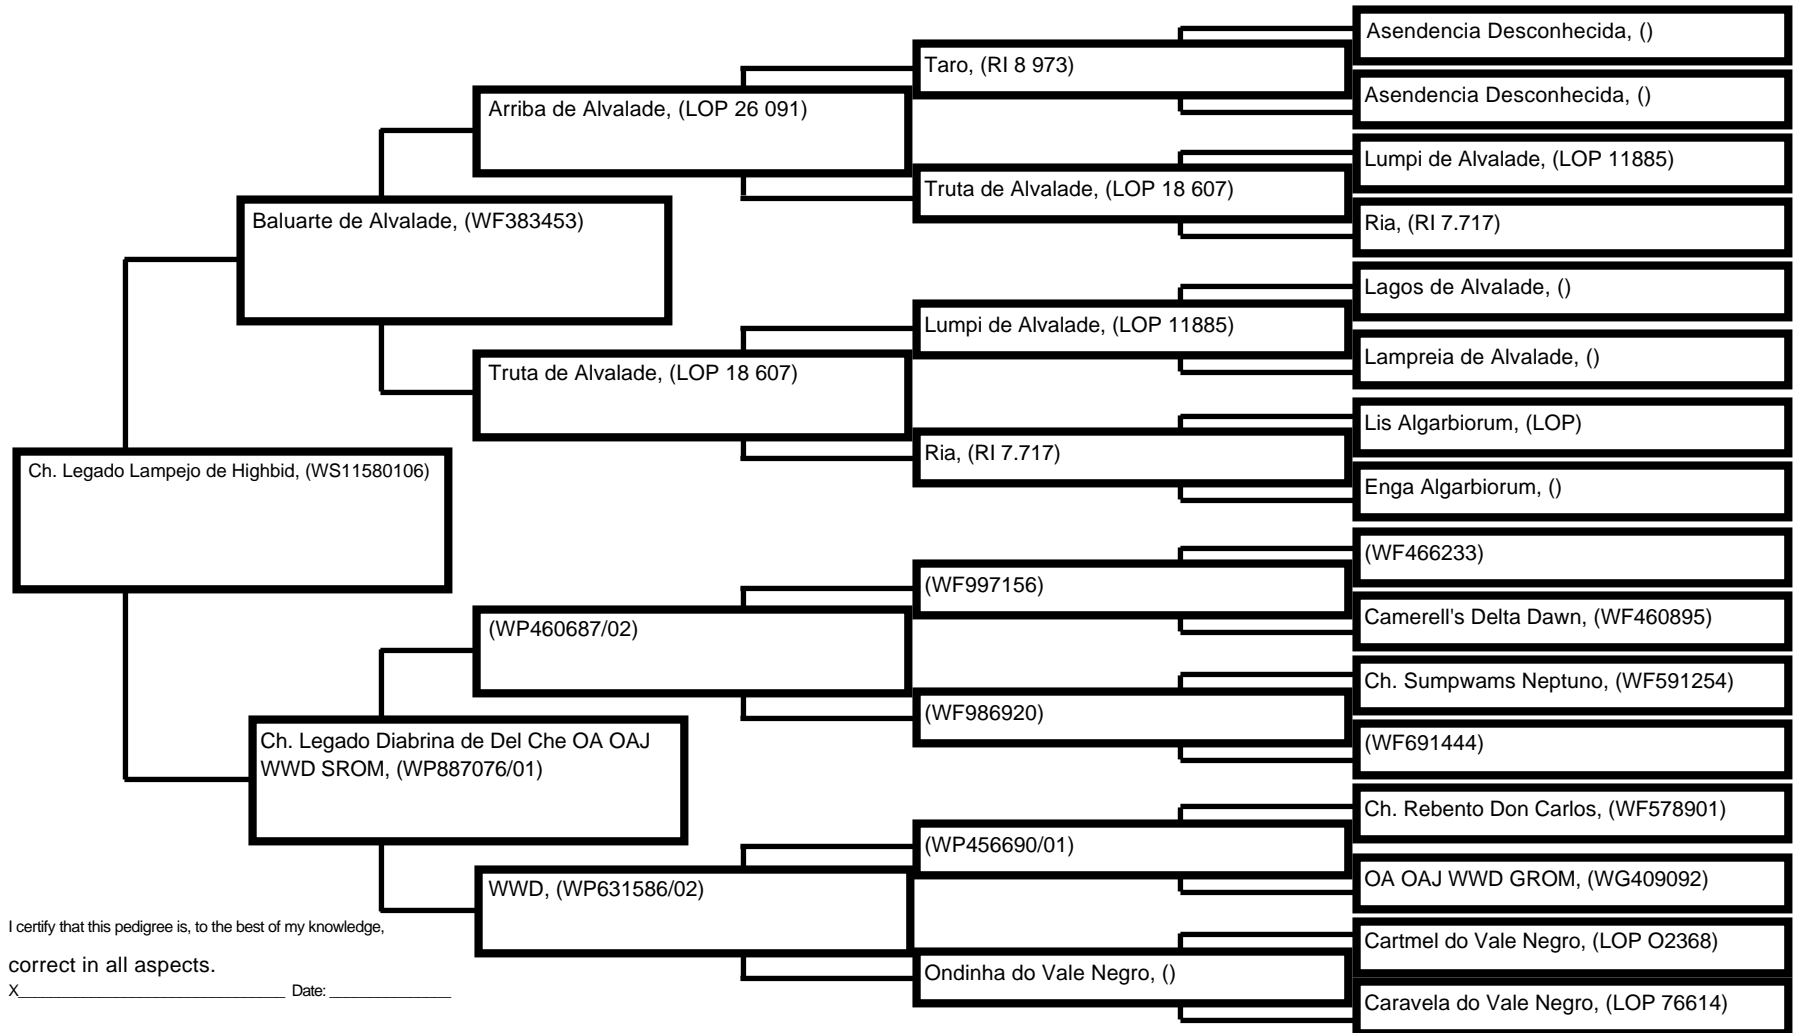 Asendencia Desconhecida, ()
Taro, (RI 8 973)
Asendencia Desconhecida, ()
Arriba de Alvalade, (LOP 26 091)
Lumpi de Alvalade, (LOP 11885)
Truta de Alvalade, (LOP 18 607)
Ria, (RI 7.717)
Baluarte de Alvalade, (WF383453)
Lagos de Alvalade, ()
Lumpi de Alvalade, (LOP 11885)
Lampreia de Alvalade, ()
Truta de Alvalade, (LOP 18 607)
Lis Algarbiorum, (LOP)
Ria, (RI 7.717)
Enga Algarbiorum, ()
Ch. Legado Lampejo de Highbid, (WS11580106)
(WF466233)
(WF997156)
Camerell's Delta Dawn, (WF460895)
(WP460687/02)
Ch. Sumpwams Neptuno, (WF591254)
(WF986920)
(WF691444)
Ch. Legado Diabrina de Del Che OA OAJ
WWD SROM, (WP887076/01)
Ch. Rebento Don Carlos, (WF578901)
(WP456690/01)
OA OAJ WWD GROM, (WG409092)
WWD, (WP631586/02)
Cartmel do Vale Negro, (LOP O2368)
Ondinha do Vale Negro, ()
Caravela do Vale Negro, (LOP 76614)
I certify that this pedigree is, to the best of my knowledge,
correct in all aspects.
X_________________________________ Date: _______________